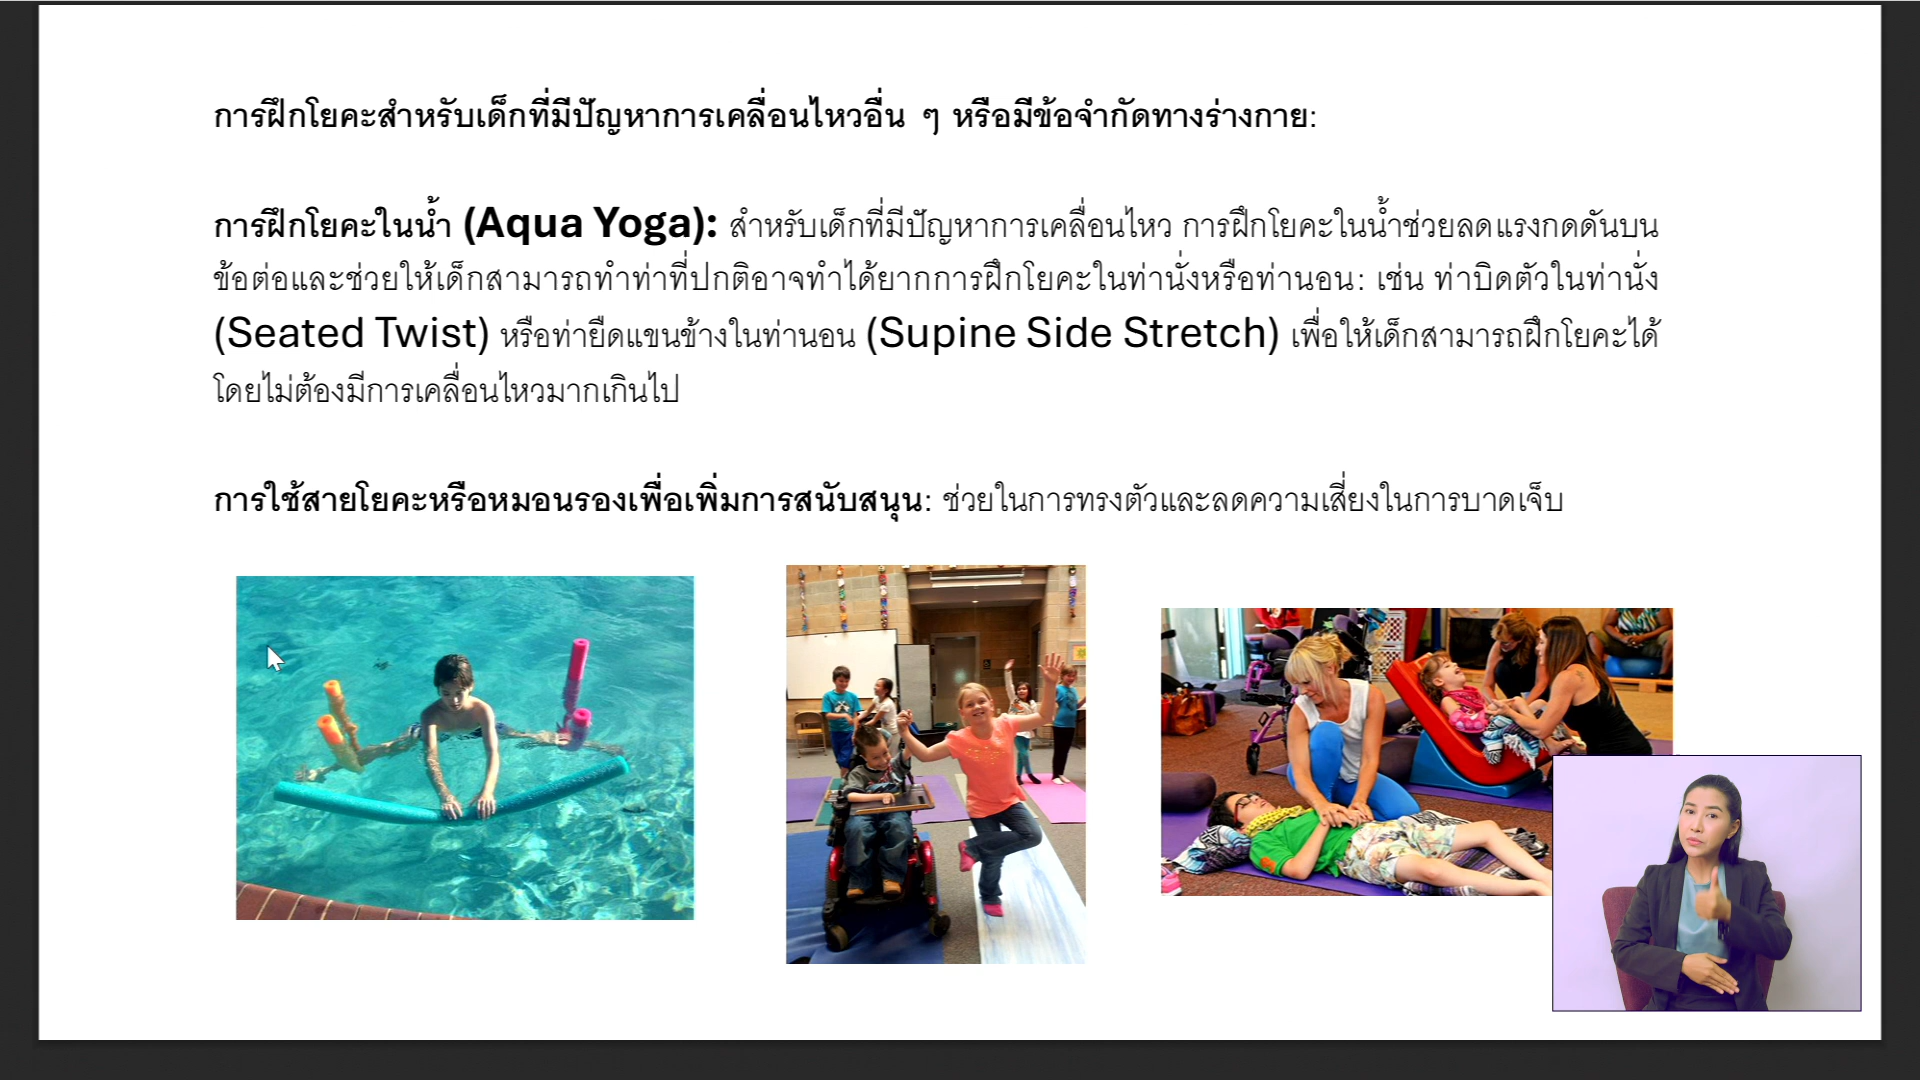 การฝึกโยคะสำหรับเด็กที่มีปัญหาการเคลื่อนไหวอื่น ๆ หรือมีข้อจำกัดทางร่างกาย:
การฝึกโยคะในน้ำ (Aqua Yoga): สำหรับเด็กที่มีปัญหาการเคลื่อนไหว การฝึกโยคะในน้ำช่วยลดแรงกดดันบน
ข้อต่อและช่วยให้เด็กสามารถทำท่าที่ปกติอาจทำได้ยากการฝึกโยคะในท่านั่งหรือท่านอน: เช่น ท่าบิดตัวในท่านั่ง
(Seated Twist) หรือท่ายืดแขนข้างในท่านอน (Supine Side Stretch) เพื่อให้เด็กสามารถฝึกโยคะได้
โดยไม่ต้องมีการเคลื่อนไหวมากเกินไป
การใช้สายโยคะหรือหมอนรองเพื่อเพิ่มการสนับสนุน: ช่วยในการทรงตัวและลดความเสี่ยงในการบาดเจ็บ